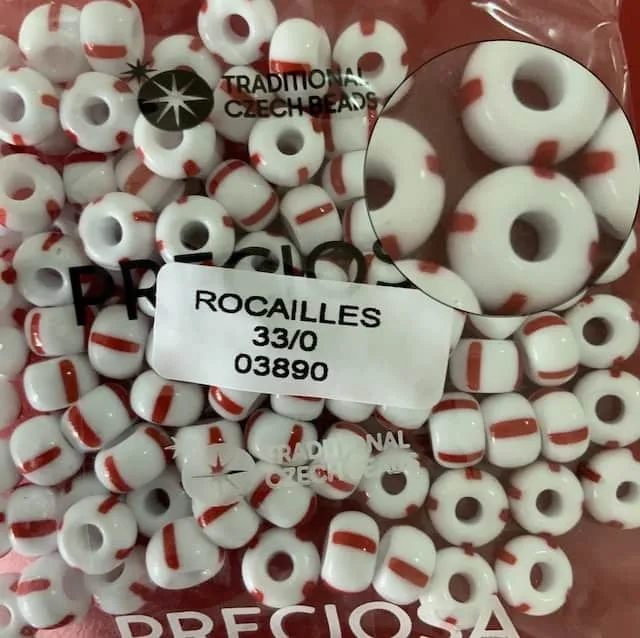 TRADITIONAL
CZECH BEADS
PRECIOSA
ROCAILLES
33/0
03890
TRADITIONAL
CZECH BEADS
PRECIOSA